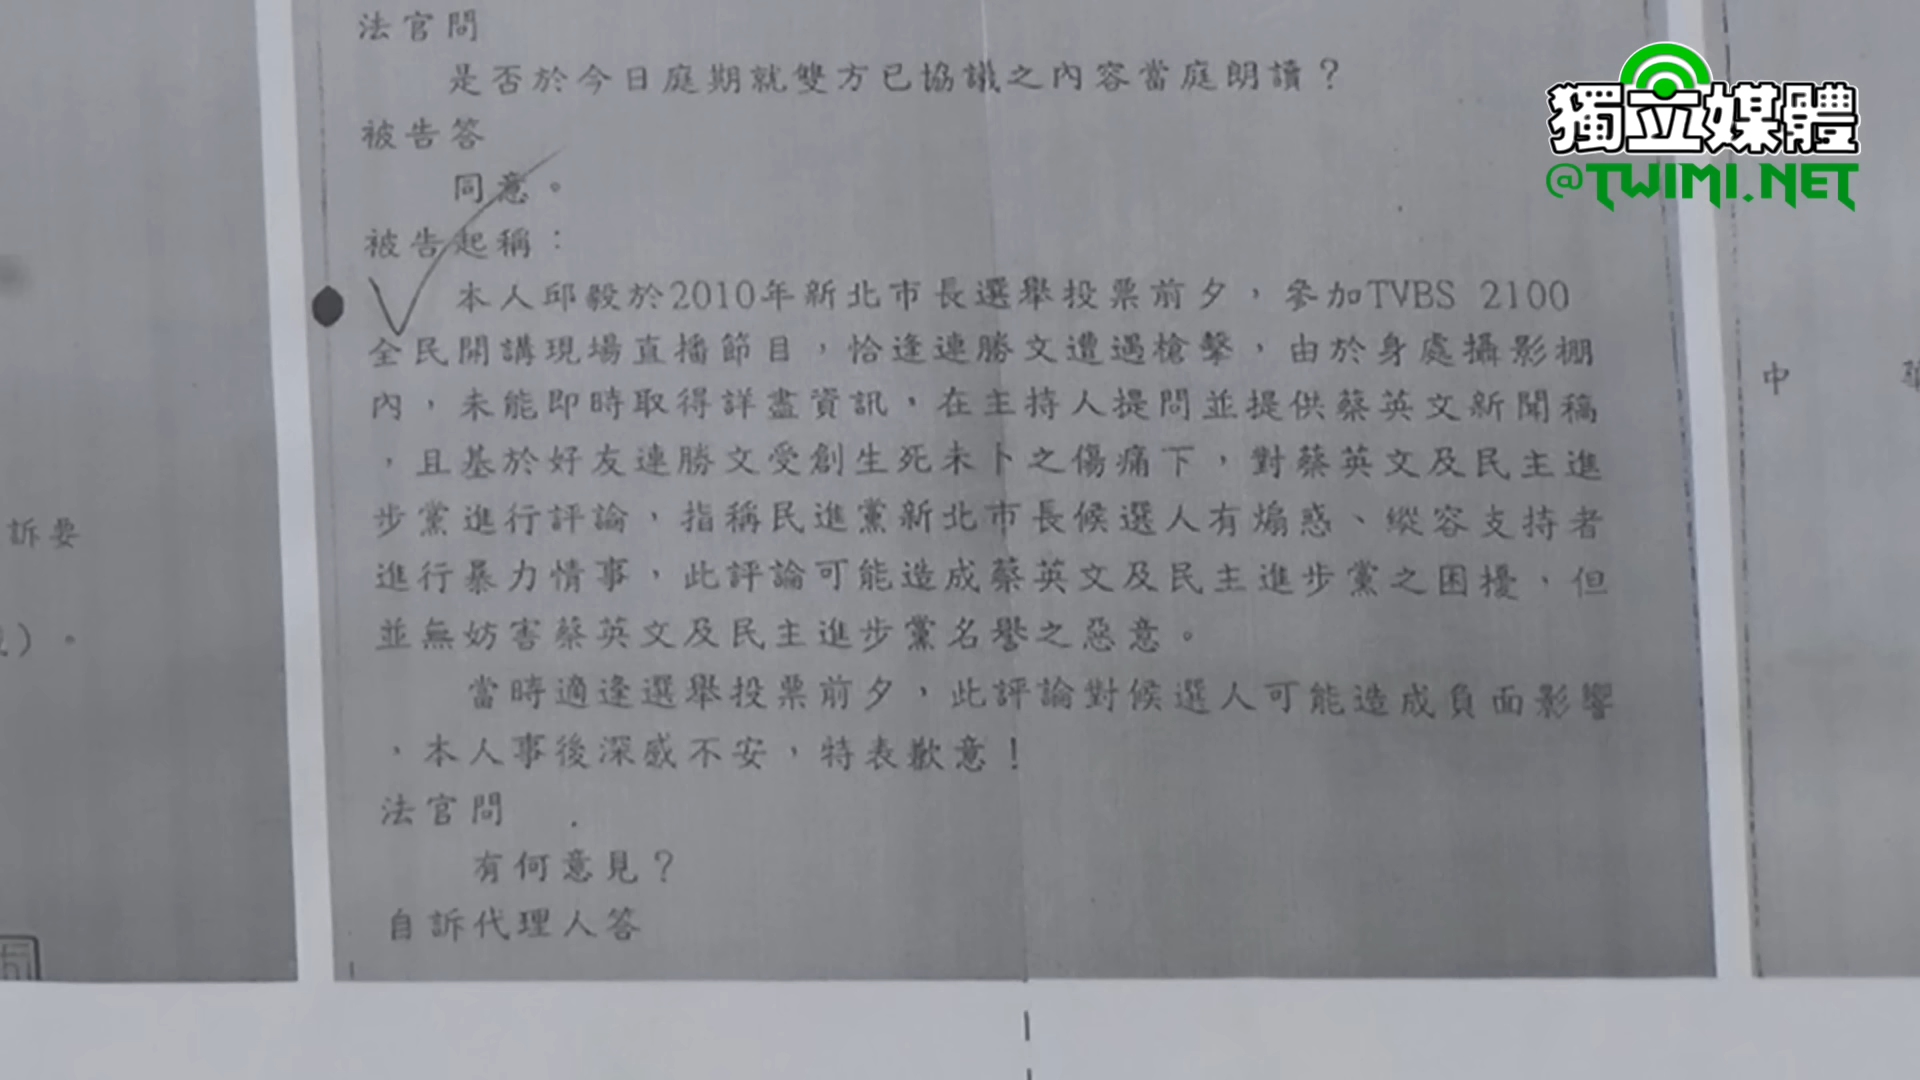 法官問
是否於今日庭期就雙方已協議之內容當庭朗讀？
被告答
同意。
被告起稱：
本人邱毅於2010年新北市長選舉投票前夕，參加TVBS 2100
全民開講現場直播節目，恰逢連勝文遭遇槍擊，由於身處攝影棚
內，未能即時取得詳盡資訊，在主持人提問並提供蔡英文新聞稿
，且基於好友連勝文受創生死未卜之傷痛下，對蔡英文及民主進
步黨進行評論，指稱民進黨新北市長候選人有煽惑、縱容支持者
進行暴力情事，此評論可能造成蔡英文及民主進步黨之困擾，但
並無妨害蔡英文及民主進步黨名譽之惡意。
當時適逢選舉投票前夕，此評論對候選人可能造成負面影響
，本人事後深感不安，特表歉意！
法官問
有何意見？
自訴代理人答
訴要
）。
中
獨立媒體
@TWIMI.NET